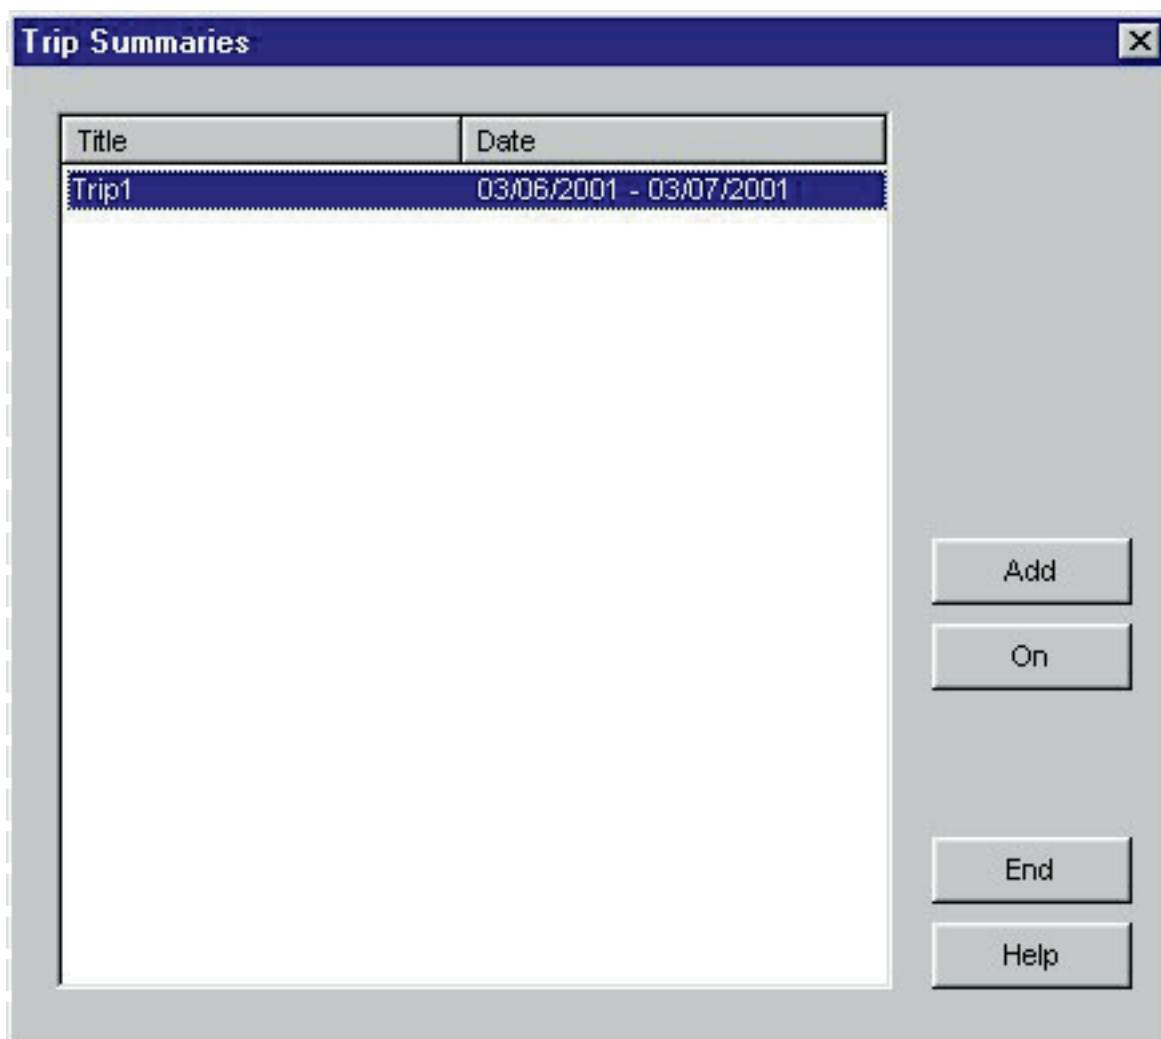 Trip Summaries
Title Date
Trip1 03/06/2001 - 03/07/2001
Add
On
End
Help